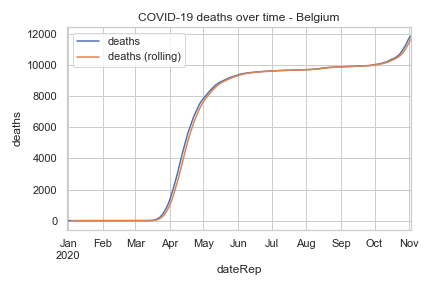 COVID-19 deaths over time - Belgium
deaths
deaths (rolling)
12000
10000
8000
6000
4000
2000
0
deaths
Jan Feb Mar Apr May Jun Jul Aug Sep Oct Nov
2020
dateRep